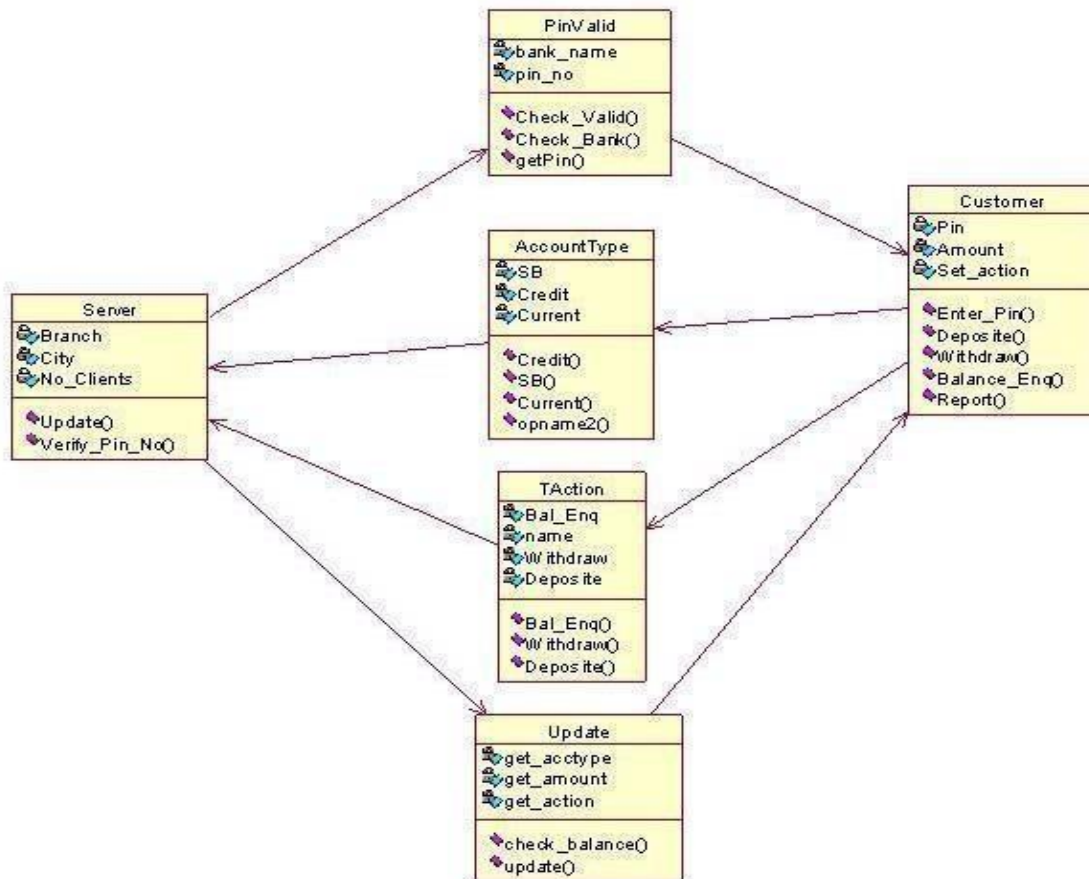 PinValid
bank_name
pin_no
Check_Valid()
Check_Bank()
getPin()
Customer
Pin
Amount
Set_action
Enter_Pin()
Deposite()
Withdraw()
Balance_Enq()
Report()
AccountType
SB
Credit
Current
Credit()
SB()
Current()
opname2()
Server
Branch
City
No_Clients
Update()
Verify_Pin_No()
TAction
Bal_Enq
name
Withdraw
Deposite
Bal_Enq()
Withdraw()
Deposite()
Update
get_acctype
get_amount
get_action
check_balance()
update()